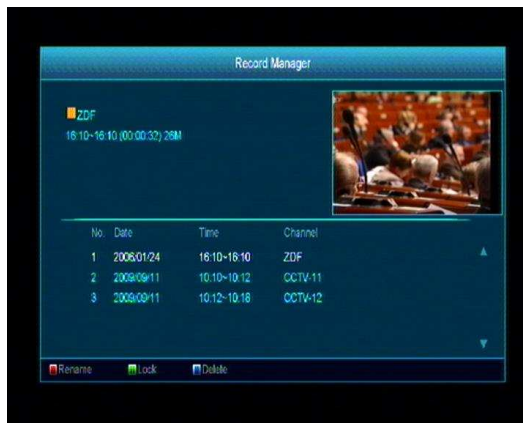 Record Manager
ZDF
16:10~16:10 (00:00:32) 26M
No. Date Time Channel
1 2006/01/24 16:10~16:10 ZDF
2 2009/09/11 10:10~10:12 CCTV-11
3 2009/09/11 10:12~10:18 CCTV-12
Rename Lock Delete